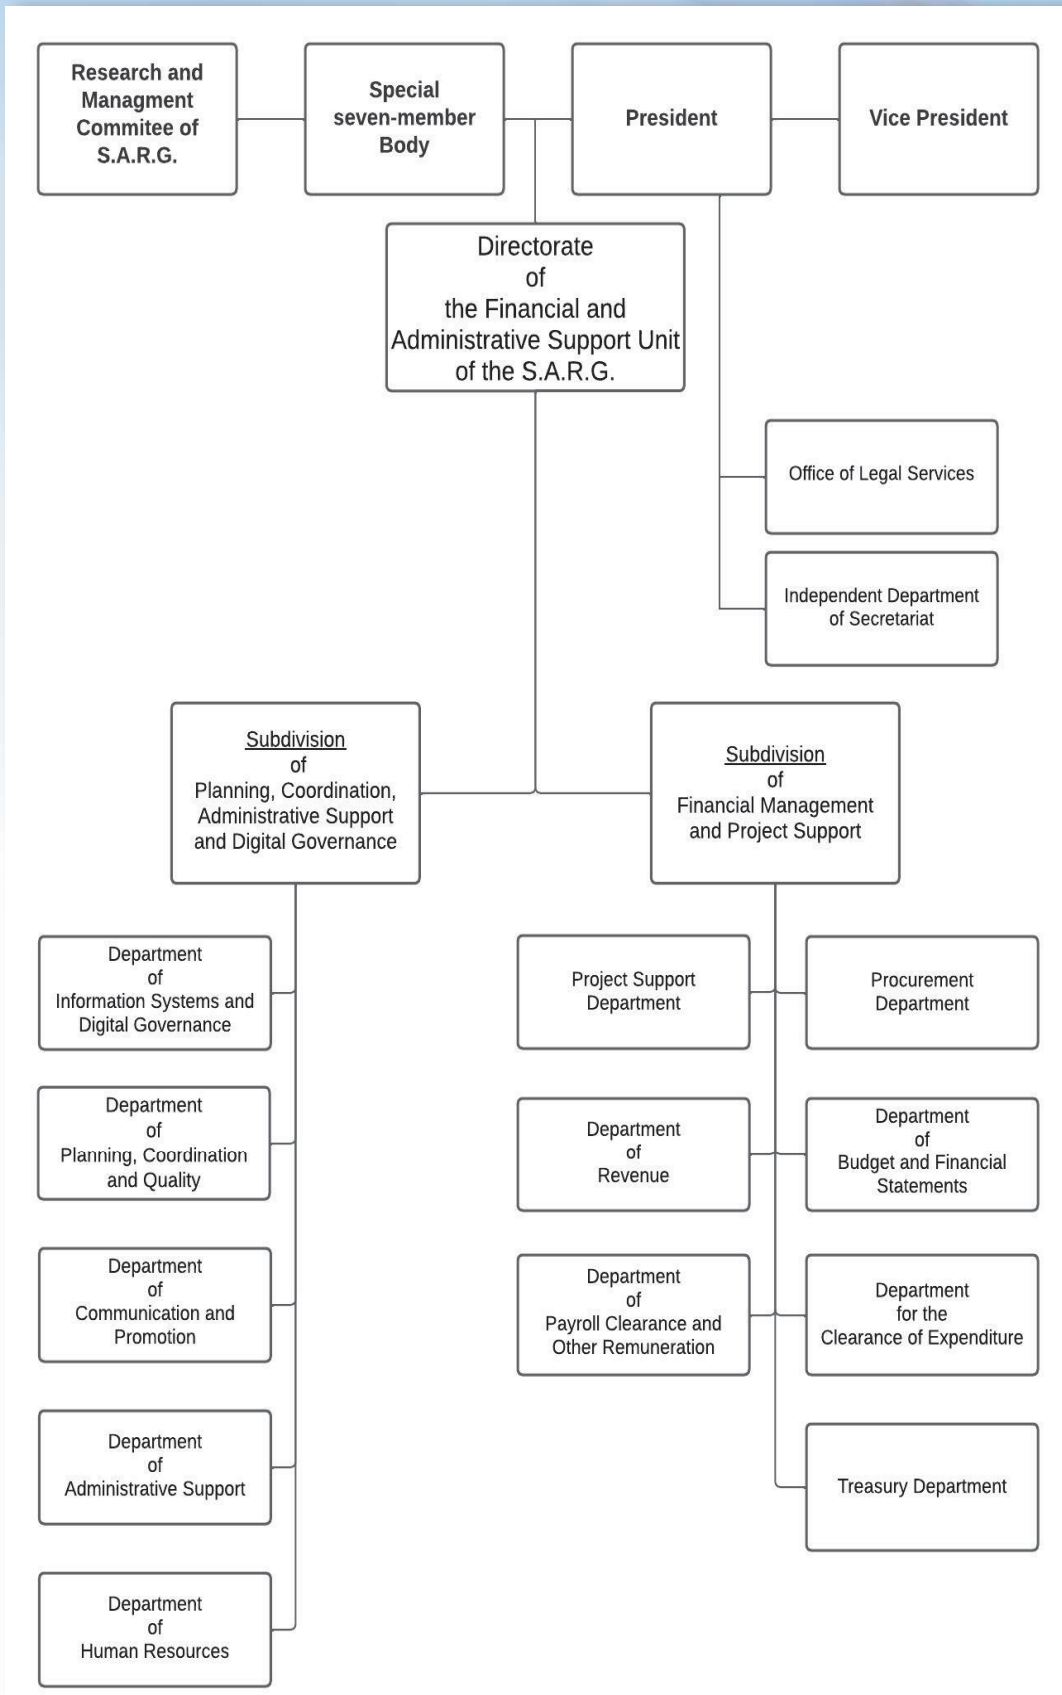 Research and
Managment
Commitee of
S.A.R.G.
Special
seven-member
Body
President
Vice President
Directorate
of
the Financial and
Administrative Support Unit
of the S.A.R.G.
Office of Legal Services
Independent Department
of Secretariat
Subdivision
of
Planning, Coordination,
Administrative Support
and Digital Governance
Subdivision
of
Financial Management
and Project Support
Department
of
Information Systems and
Digital Governance
Department
of
Planning, Coordination
and Quality
Department
of
Communication and
Promotion
Department
of
Administrative Support
Department
of
Human Resources
Project Support
Department
Procurement
Department
Department
of
Revenue
Department
of
Budget and Financial
Statements
Department
of
Payroll Clearance and
Other Remuneration
Department
for the
Clearance of Expenditure
Treasury Department